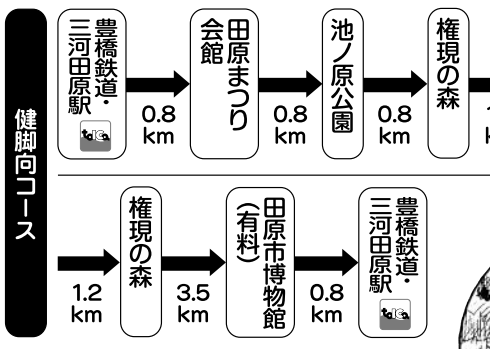 健脚向コース
豊橋鉄道・
三河田原駅
toica
0.8
km
田原まつり
会館
0.8
km
池ノ原公園
0.8
km
権現の森
1.2
km
権現の森
3.5
km
田原市博物館
(有料)
0.8
km
豊橋鉄道・
三河田原駅
toica